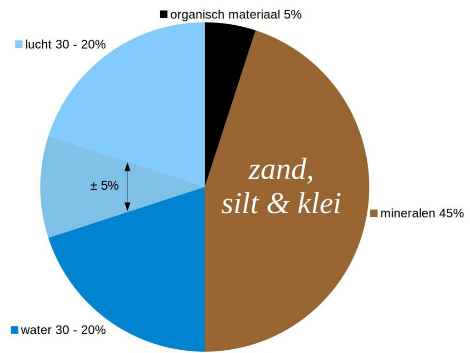 organisch materiaal 5%
lucht 30 - 20%
± 5%
zand,
silt & klei
mineralen 45%
water 30 - 20%